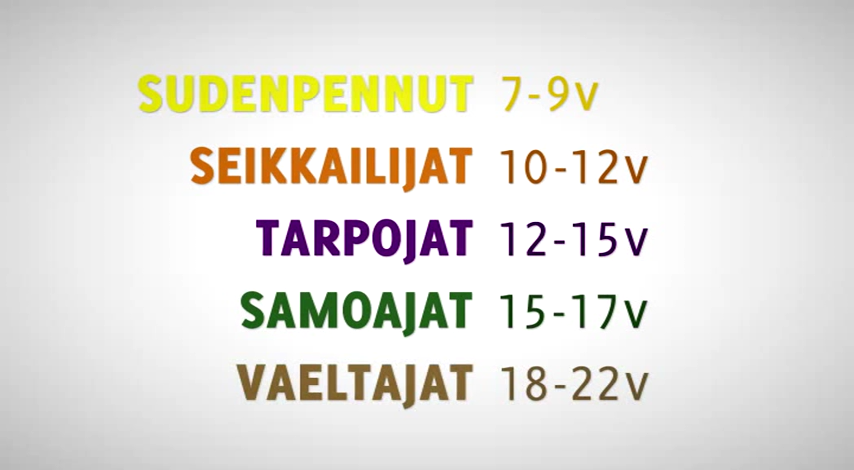 SUDENPENNUT 7-9v
SEIKKAILIJAT 10-12v
TARPOJAT 12-15v
SAMOAJAT 15-17v
VAELTAJAT 18-22v